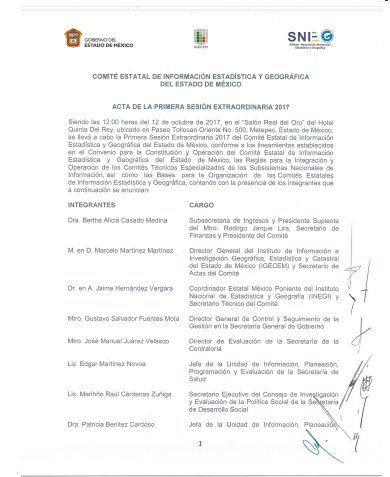 GOBIERNO DEL
ESTADO DE MÉXICO
IGECEM
SNIEG
Sistema Nacional de Información
Estadística y Geográfica
COMITÉ ESTATAL DE INFORMACIÓN ESTADÍSTICA Y GEOGRÁFICA
DEL ESTADO DE MÉXICO
ACTA DE LA PRIMERA SESIÓN EXTRAORDINARIA 2017
Siendo las 12:00 horas del 12 de octubre de 2017, en el "Salón Real del Oro" del Hotel
Quinta Del Rey, ubicado en Paseo Tollocan Oriente No. 500, Metepec, Estado de México,
se llevó a cabo la Primera Sesión Extraordinaria 2017 del Comité Estatal de Información
Estadística y Geográfica del Estado de México, conforme a los lineamientos establecidos
en el Convenio para la Constitución y Operación del Comité Estatal de Información
Estadística y Geográfica del Estado de México, las Reglas para la Integración y
Operación de los Comités Técnicos Especializados de los Subsistemas Nacionales de
Información, así como las Bases para la Organización de los Comités Estatales
de Información Estadística y Geográfica, contando con la presencia de los integrantes que
a continuación se enuncian:
INTEGRANTES CARGO
Dra. Bertha Alicia Casado Medina Subsecretaria de Ingresos y Presidenta Suplente
del Mtro. Rodrigo Jarque Lira, Secretario de
Finanzas y Presidente del Comité
M. en D. Marcelo Martínez Martínez Director General del Instituto de Información e
Investigación Geográfica, Estadística y Catastral
del Estado de México (IGECEM) y Secretario de
Actas del Comité
Dr. en A. Jaime Hernández Vergara Coordinador Estatal México Poniente del Instituto
Nacional de Estadística y Geografía (INEGI) y
Secretario Técnico del Comité
Mtro. Gustavo Salvador Fuentes Mota Director General de Control y Seguimiento de la
Gestión en la Secretaría General de Gobierno
Mtro. José Manuel Juárez Velasco Director de Evaluación de la Secretaría de la
Contraloría
Lic. Edgar Martínez Novoa Jefe de la Unidad de Información, Planeación,
Programación y Evaluación de la Secretaría de
Salud
Lic. Marihño Raúl Cárdenas Zuñiga Secretario Ejecutivo del Consejo de Investigación
y Evaluación de la Política Social de la Secretaría
de Desarrollo Social
Dra. Patricia Benítez Cardoso Jefa de la Unidad de Información, Planeación,
1